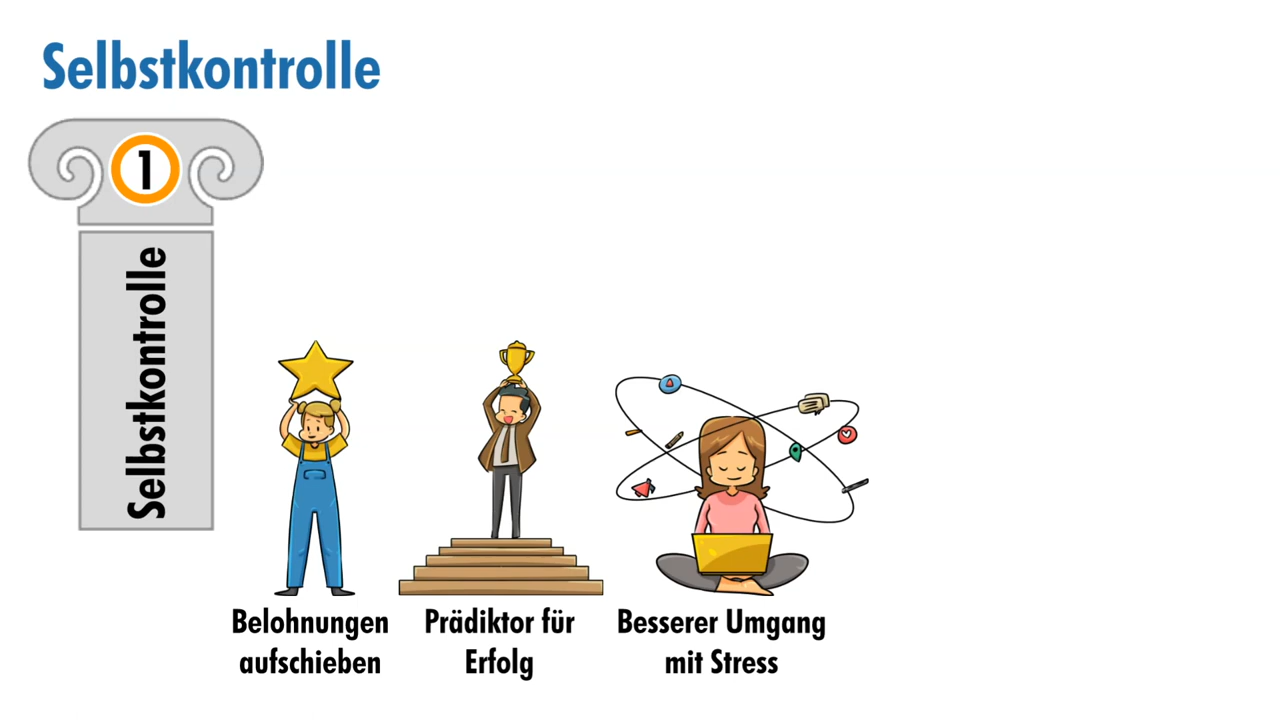 Selbstkontrolle
1
Selbstkontrolle
Belohnungen
aufschieben
Prädiktor für
Erfolg
Besserer Umgang
mit Stress